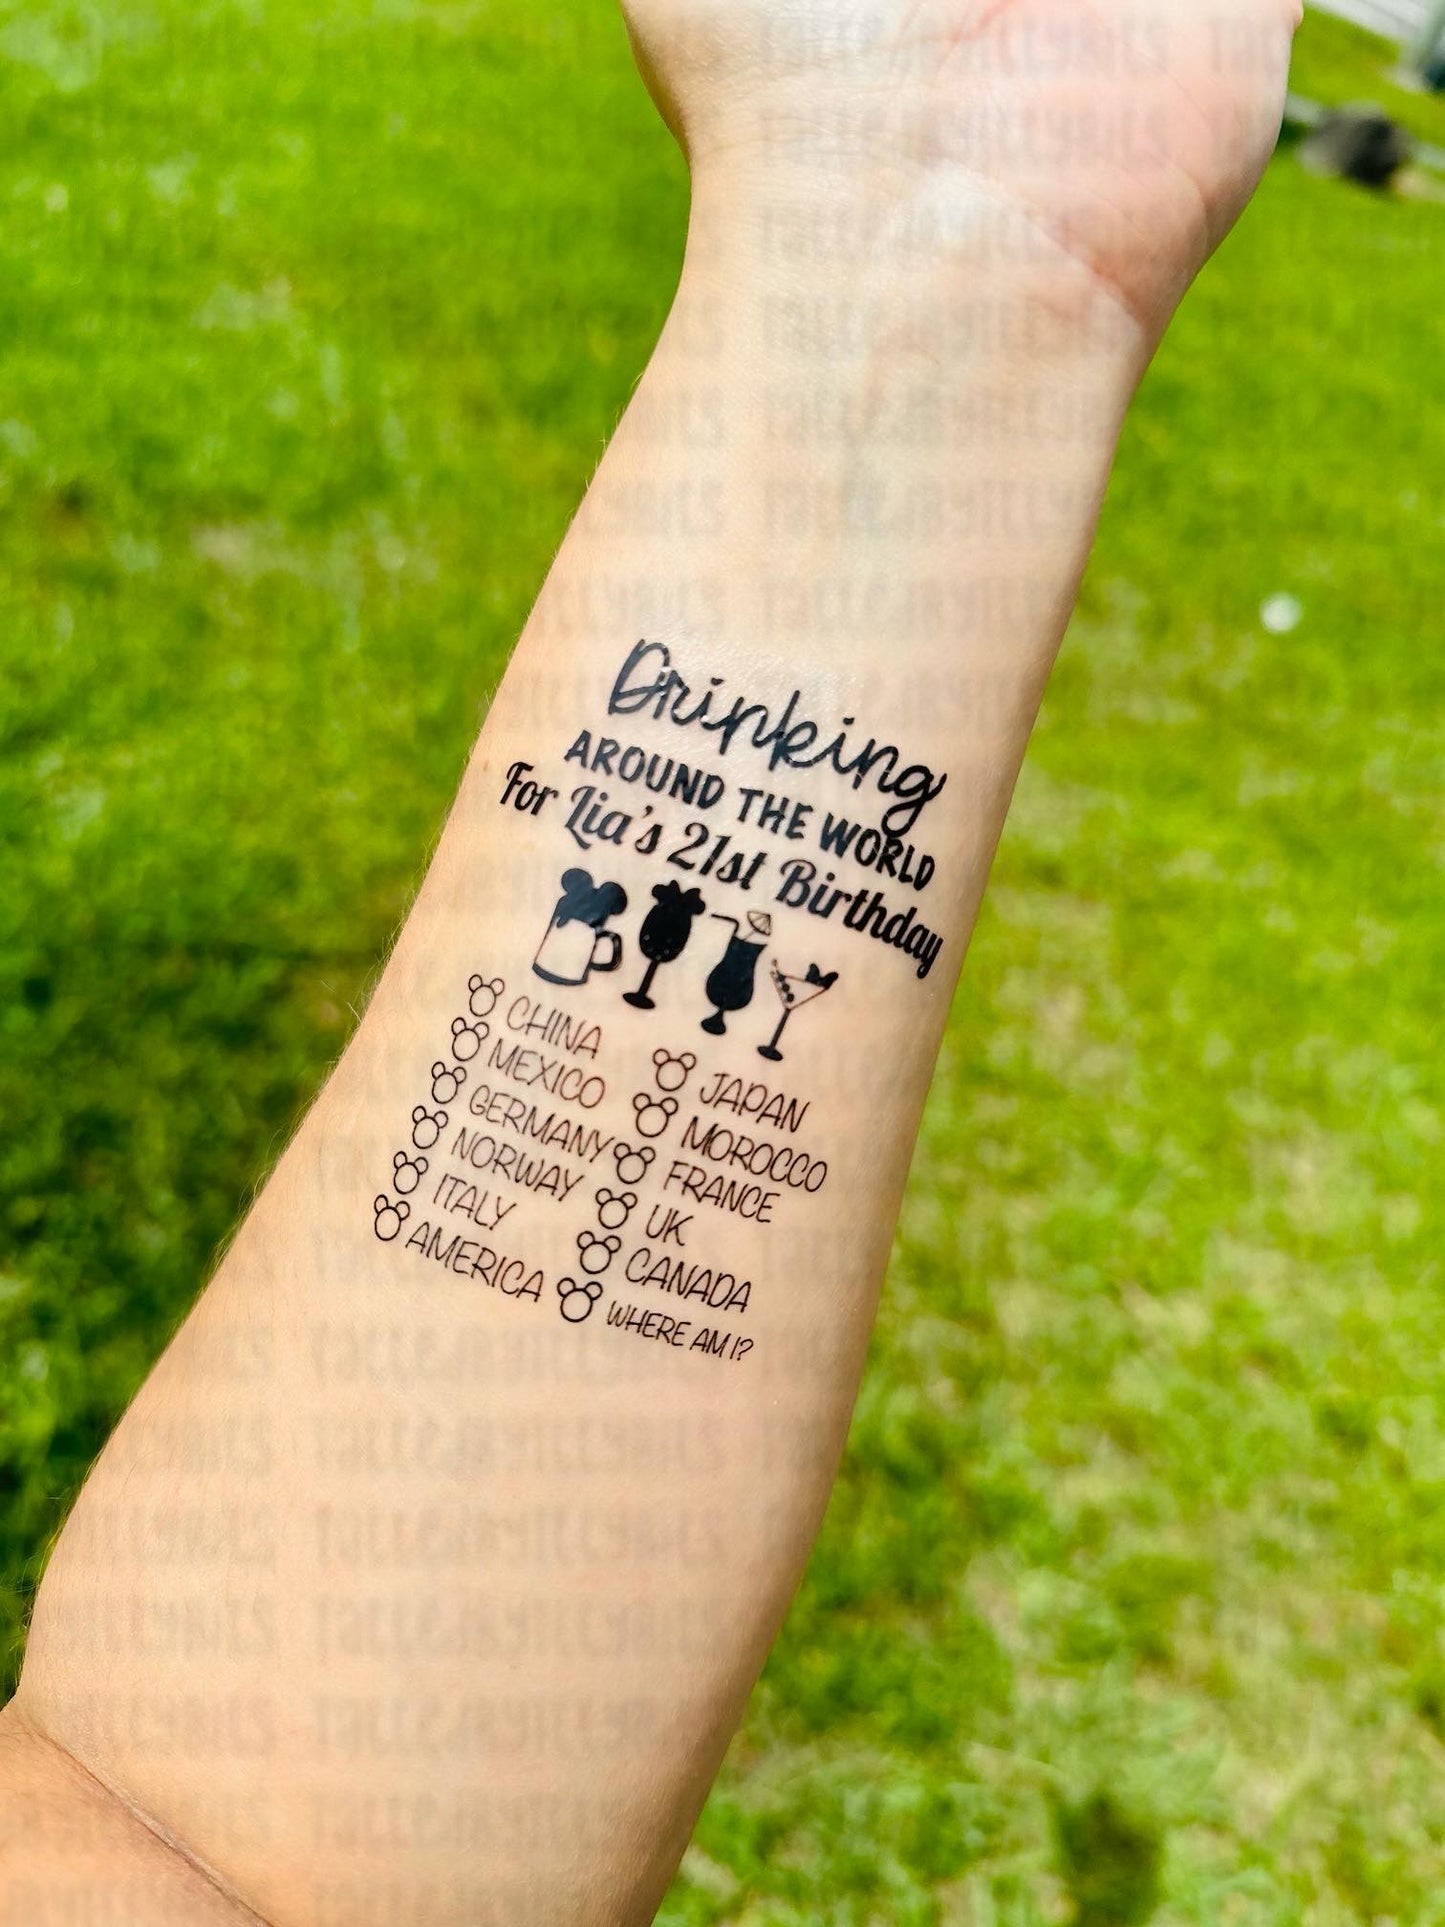 Drinking
AROUND THE WORLD
For Lia's 21st Birthday
CHINA
MEXICO
GERMANY
NORWAY
ITALY
AMERICA
JAPAN
MOROCCO
FRANCE
UK
CANADA
WHERE AM I?